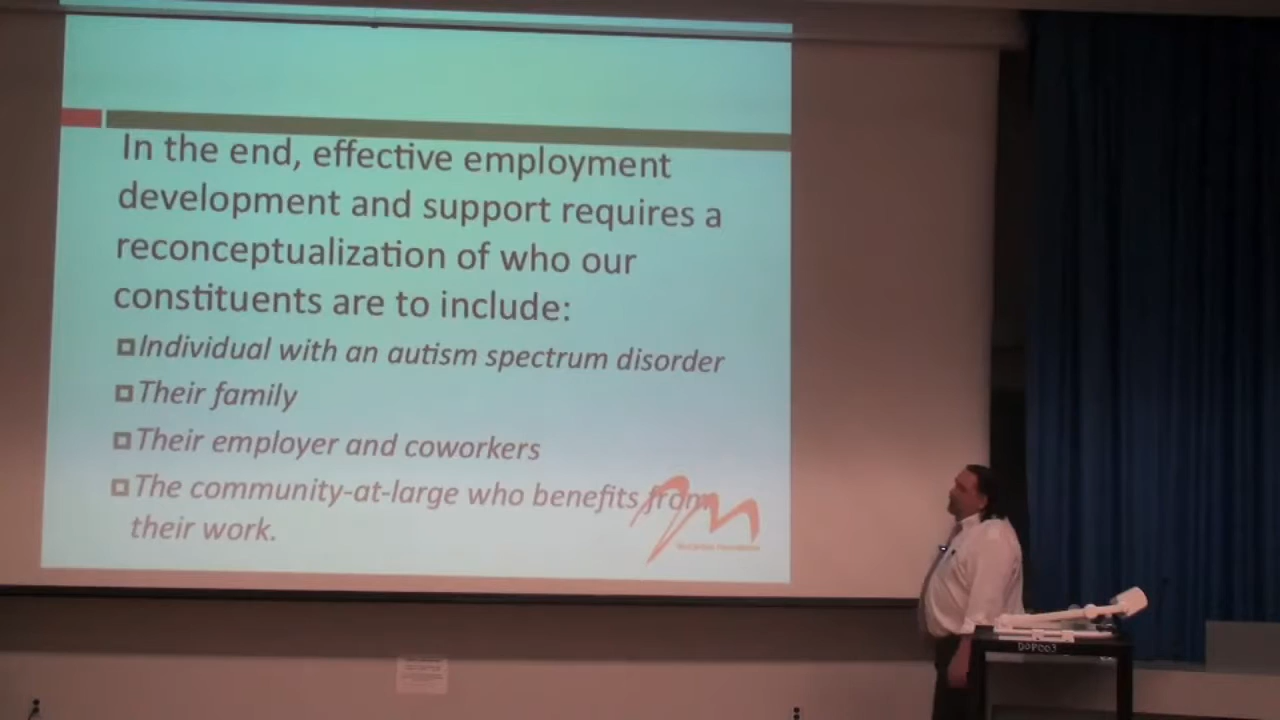 In the end, effective employment
development and support requires a
reconceptualization of who our
constituents are to include:
Individual with an autism spectrum disorder
Their family
Their employer and coworkers
The community-at-large who benefits from
their work.
DOPC03